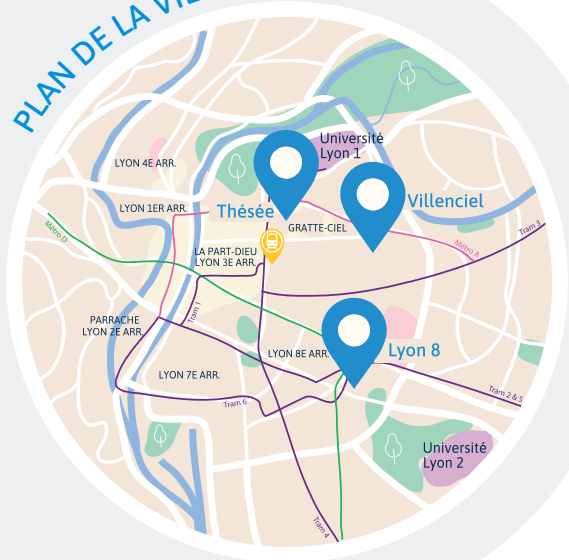 PLAN DE LA VI
Université
Lyon 1
LYON 4E ARR.
Villenciel
LYON 1ER ARR.
Thésée
GRATTE-CIEL
Métro D
Tram 3
Métro A
LA PART-DIEU
LYON 3E ARR.
Tram 1
PARRACHE
LYON 2E ARR.
LYON 8E ARR.
Lyon 8
LYON 7E ARR.
Tram 2 & 5
Tram 6
Université
Lyon 2
Tram 4